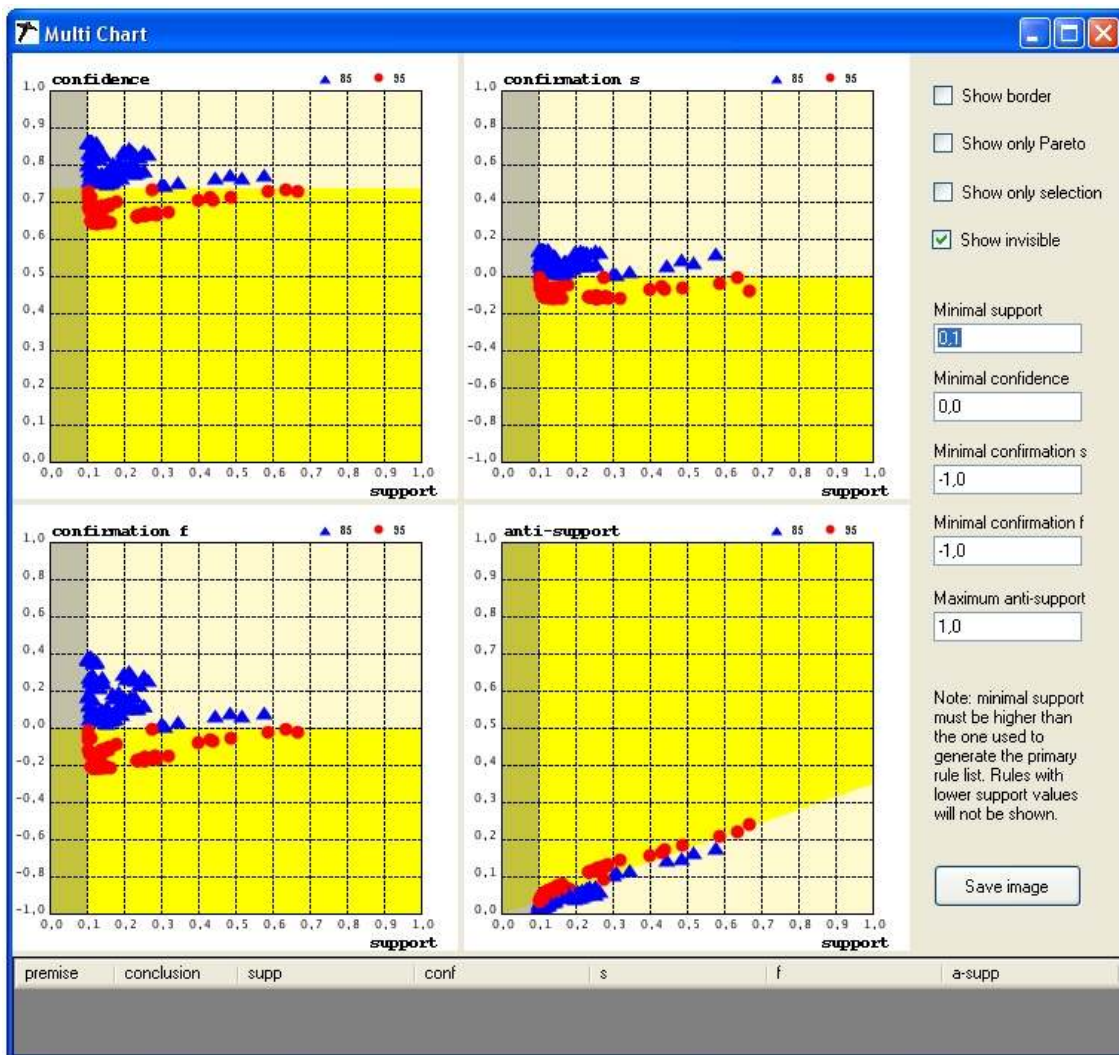 Multi Chart
confidence
85 95
1,0
0,9
0,8
0,7
0,6
0,5
0,4
0,3
0,2
0,1
0,0
0,0 0,1 0,2 0,3 0,4 0,5 0,6 0,7 0,8 0,9 1,0
support
confirmation s
85 95
1,0
0,8
0,6
0,4
0,2
0,0
-0,2
-0,4
-0,6
-0,8
-1,0
0,0 0,1 0,2 0,3 0,4 0,5 0,6 0,7 0,8 0,9 1,0
support
confirmation f
85 95
1,0
0,8
0,6
0,4
0,2
0,0
-0,2
-0,4
-0,6
-0,8
-1,0
0,0 0,1 0,2 0,3 0,4 0,5 0,6 0,7 0,8 0,9 1,0
support
anti-support
85 95
1,0
0,9
0,8
0,7
0,6
0,5
0,4
0,3
0,2
0,1
0,0
0,0 0,1 0,2 0,3 0,4 0,5 0,6 0,7 0,8 0,9 1,0
support
Show border
Show only Pareto
Show only selection
Show invisible
Minimal support
0,1
Minimal confidence
0,0
Minimal confirmation s
-1,0
Minimal confirmation f
-1,0
Maximum anti-support
1,0
Note: minimal support
must be higher than
the one used to
generate the primary
rule list. Rules with
lower support values
will not be shown.
Save image
premise conclusion supp conf s f a-supp